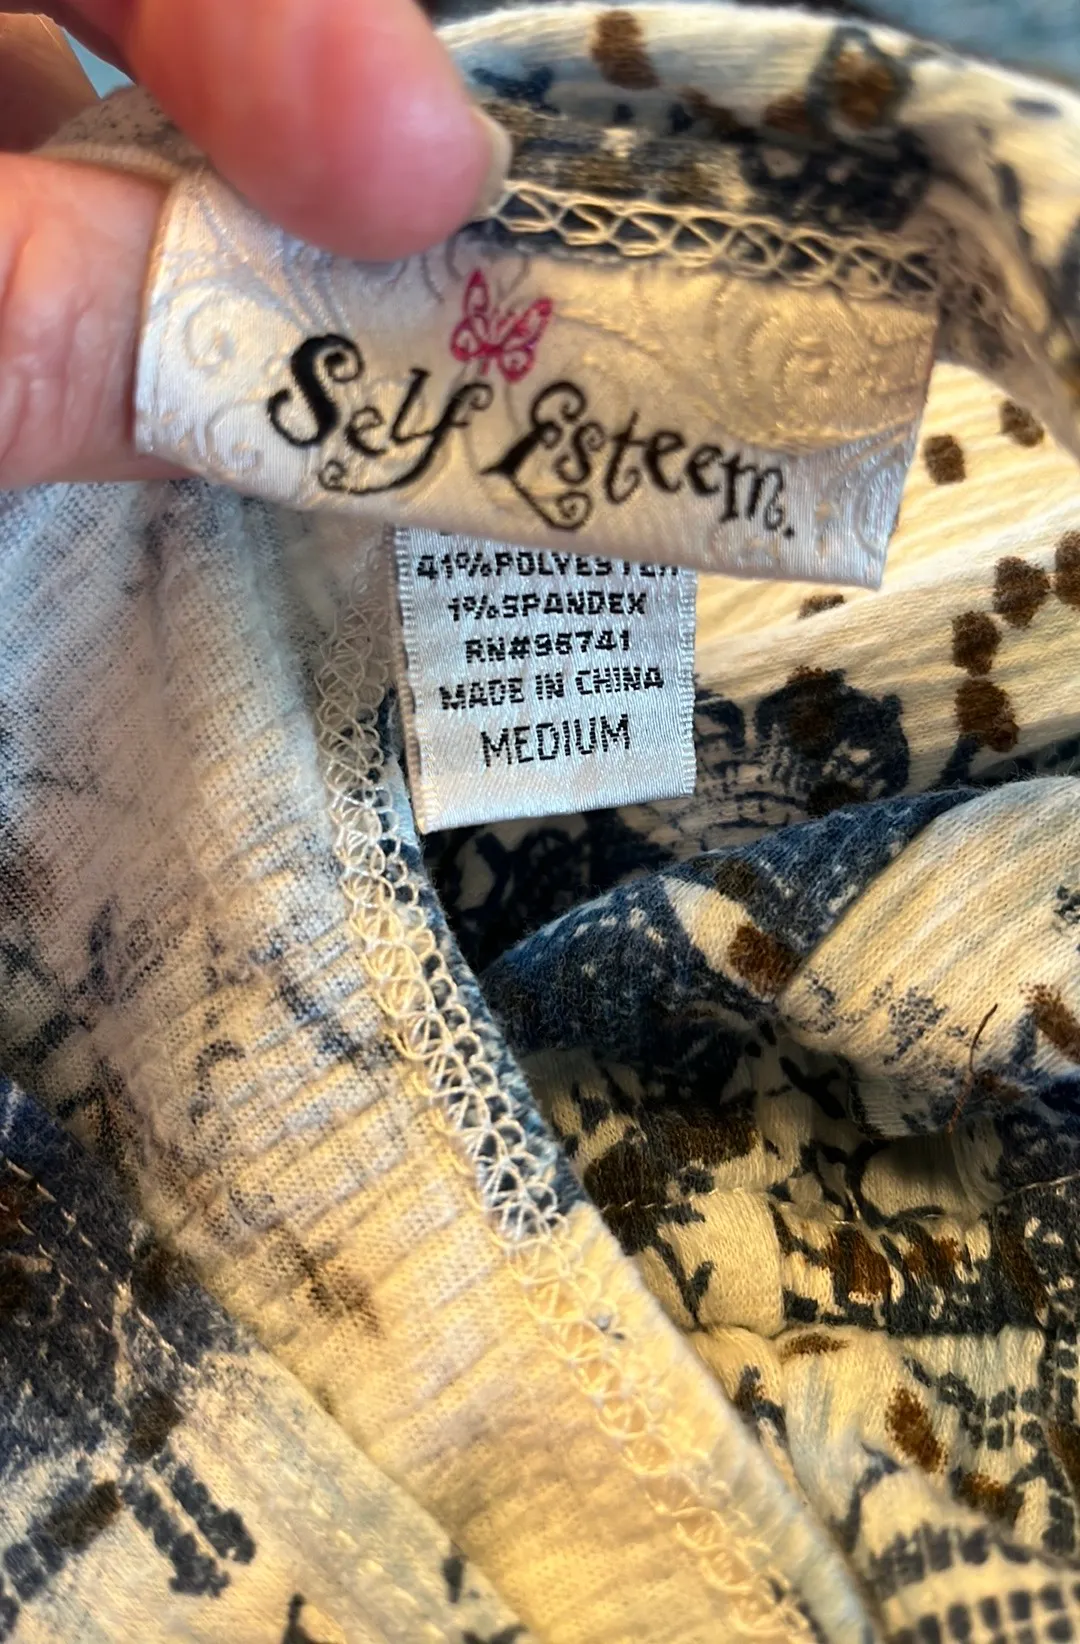 Self Esteem.
41%POLYESTER
1%SPANDEX
RN#96741
MADE IN CHINA
MEDIUM